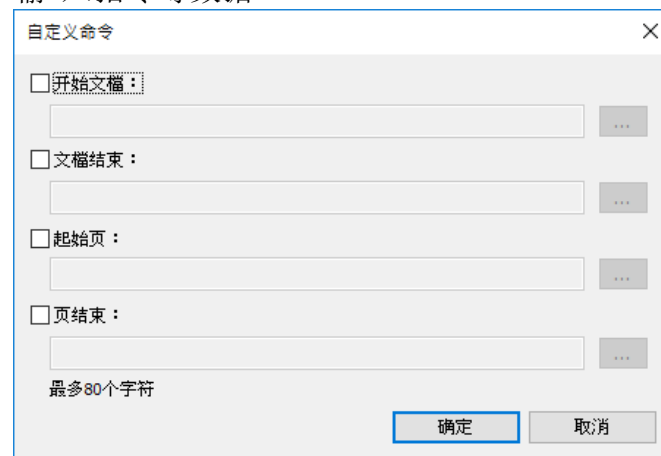 自定义命令
开始文檔：
...
文檔结束：
...
起始页：
...
页结束：
...
最多80个字符
确定 取消